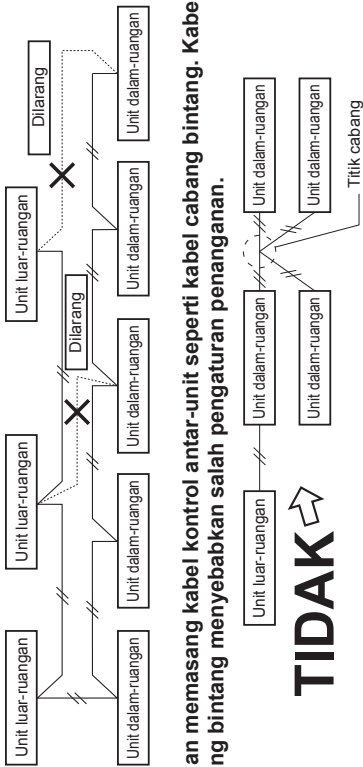 Unit luar-ruangan
Unit luar-ruangan
Unit luar-ruangan
Dilarang
Dilarang
Unit dalam-ruangan
Unit dalam-ruangan
Unit dalam-ruangan
Unit dalam-ruangan
Unit dalam-ruangan
an memasang kabel kontrol antar-unit seperti kabel cabang bintang. Kabe
ng bintang menyebabkan salah pengaturan penanganan.
Unit luar-ruangan
Unit dalam-ruangan
Unit dalam-ruangan
Unit dalam-ruangan
Unit dalam-ruangan
TIDAK
Titik cabang